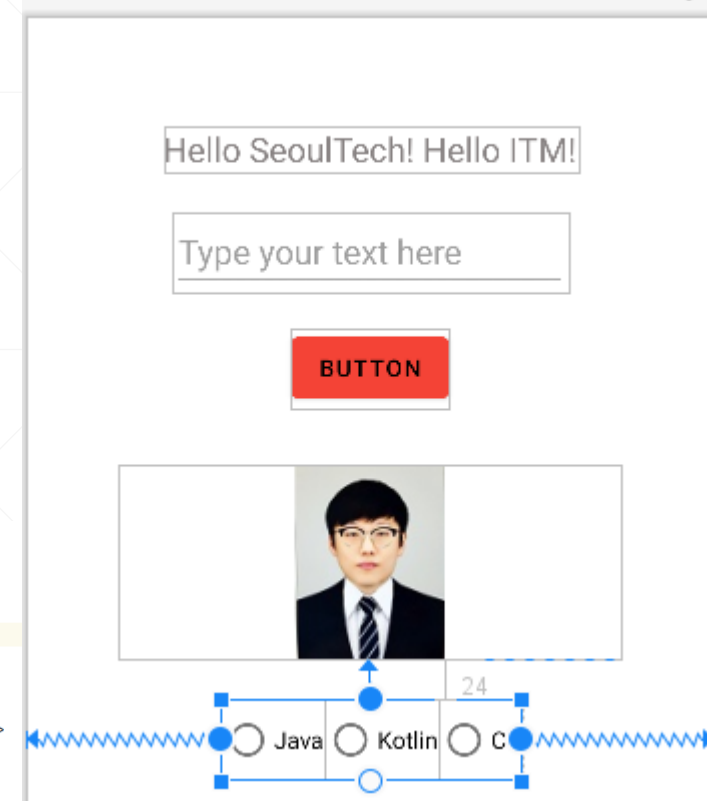 Hello SeoulTech! Hello ITM!
Type your text here
BUTTON
24
Java Kotlin C